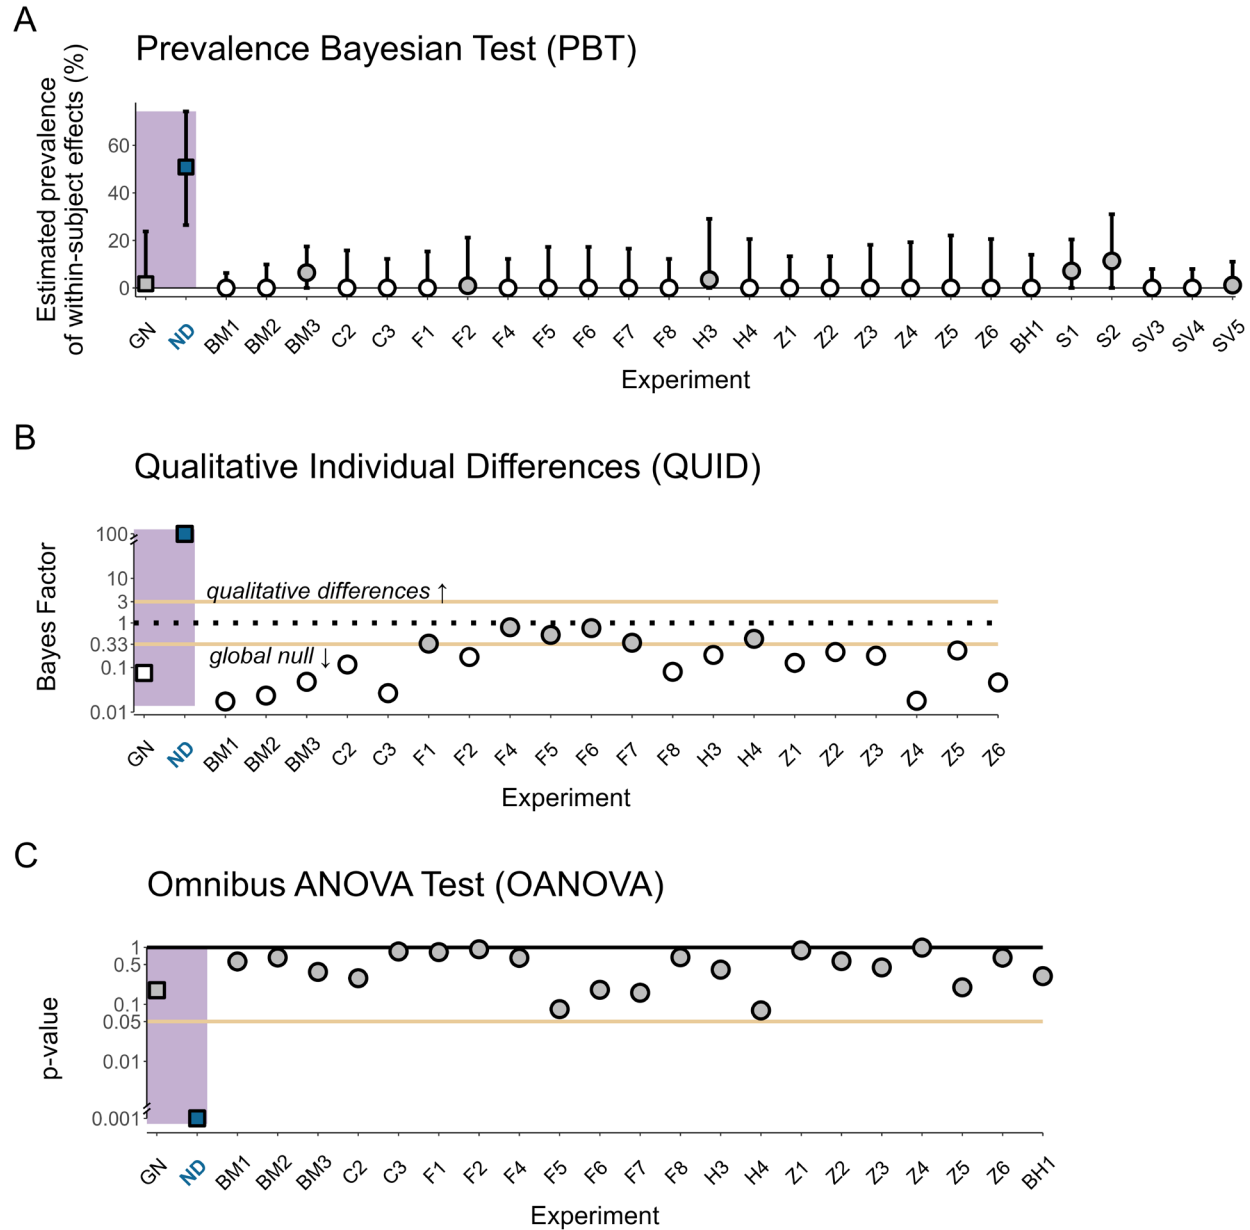 A
Prevalence Bayesian Test (PBT)
Estimated prevalence
of within-subject effects (%)
60
40
20
0
GN ND BM1 BM2 BM3 C2 C3 F1 F2 F4 F5 F6 F7 F8 H3 H4 Z1 Z2 Z3 Z4 Z5 Z6 BH1 S1 S2 SV3 SV4 SV5
Experiment
B
Qualitative Individual Differences (QUID)
Bayes Factor
100
10
3
1
0.33
0.1
0.01
qualitative differences ↑
global null ↓
GN ND BM1 BM2 BM3 C2 C3 F1 F2 F4 F5 F6 F7 F8 H3 H4 Z1 Z2 Z3 Z4 Z5 Z6
Experiment
C
Omnibus ANOVA Test (OANOVA)
p-value
1
0.5
0.1
0.05
0.01
0.001
GN ND BM1 BM2 BM3 C2 C3 F1 F2 F4 F5 F6 F7 F8 H3 H4 Z1 Z2 Z3 Z4 Z5 Z6 BH1
Experiment